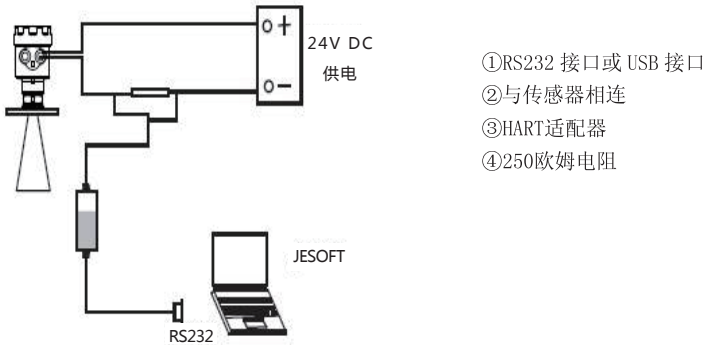 24V DC
供电
①RS232 接口或 USB 接口
②与传感器相连
③HART适配器
④250欧姆电阻
JESOFT
RS232